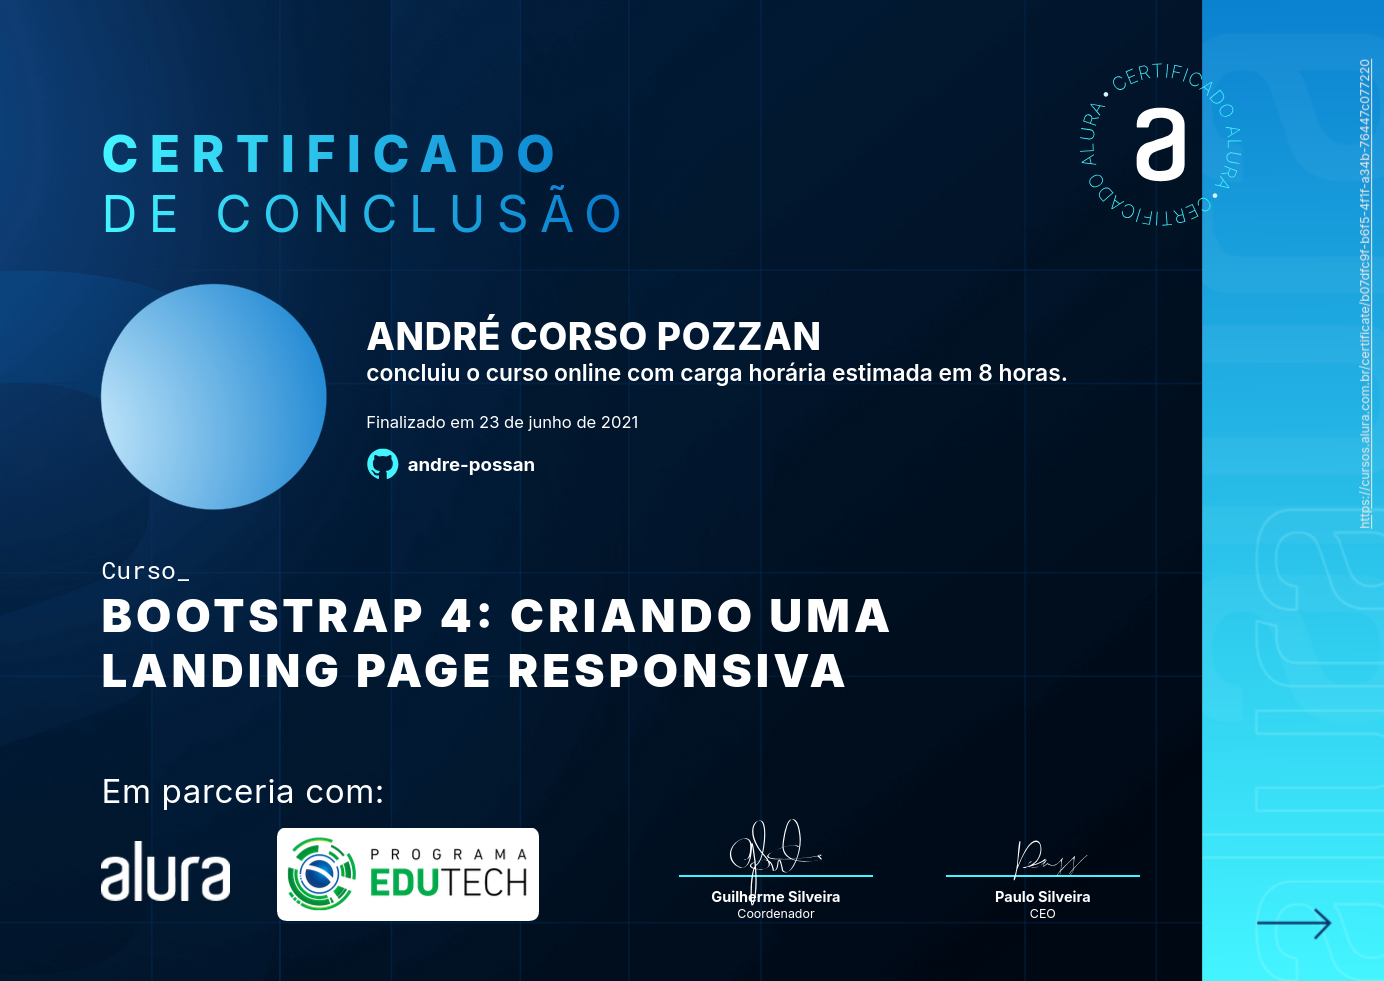 CERTIFICADO
DE CONCLUSÃO
CERTIFICADO ALURA • CERTIFICADO ALURA •
a
ANDRÉ CORSO POZZAN
concluiu o curso online com carga horária estimada em 8 horas.
Finalizado em 23 de junho de 2021
andre-possan
Curso_
BOOTSTRAP 4: CRIANDO UMA
LANDING PAGE RESPONSIVA
Em parceria com:
alura
PROGRAMA
EDUTECH
Guilherme Silveira
Coordenador
Paulo Silveira
CEO
https://cursos.alura.com.br/certificate/b07dfc9f-b6f5-4f1f-a34b-76447c077220
alura